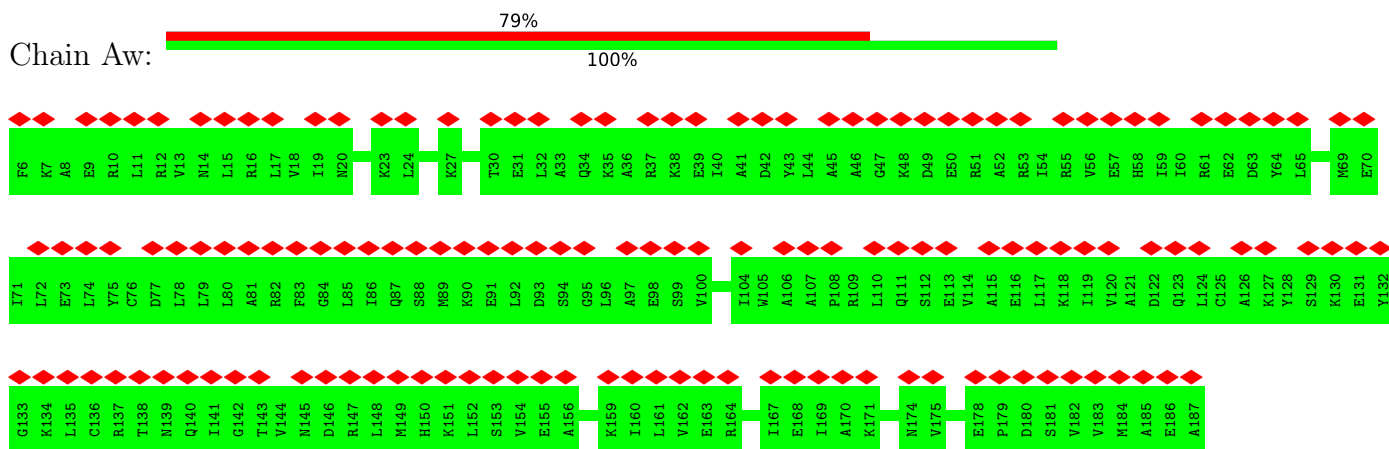 79%
Chain Aw:
100%
F6 K7 A8 E9 R10 L11 R12 V13 N14 L15 R16 L17 V18 I19 N20 K23 L24 K27 T30 E31 L32 A33 Q34 K35 A36 R37 K38 E39 I40 A41 D42 Y43 L44 A45 A46 G47 K48 D49 E50 R51 A52 R53 I54 R55 V56 E57 H58 I59 I60 R61 E62 D63 Y64 L65 M69 E70
I71 L72 E73 L74 Y75 C76 D77 L78 L79 L80 A81 R82 F83 G84 L85 I86 Q87 S88 M89 K90 E91 L92 D93 S94 G95 L96 A97 E98 S99 V100 I104 W105 A106 A107 P108 R109 L110 Q111 S112 E113 V114 A115 E116 L117 K118 I119 V120 A121 D122 Q123 L124 C125 A126 K127 Y128 S129 K130 E131 Y132
G133 K134 L135 C136 R137 T138 N139 Q140 I141 G142 T143 V144 N145 D146 R147 L148 M149 H150 K151 L152 S153 V154 E155 A156 K159 I160 L161 V162 E163 R164 I167 E168 I169 A170 K171 N174 V175 E178 P179 D180 S181 V182 V183 M184 A185 E186 A187